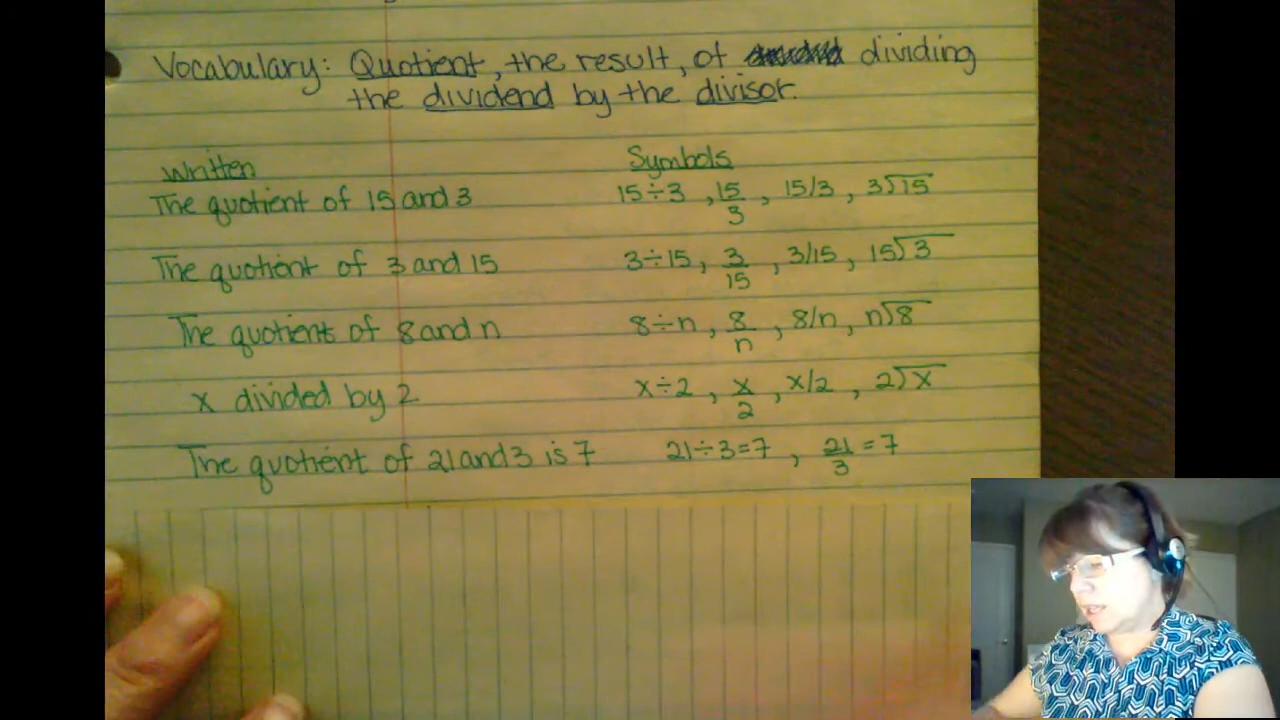 Vocabulary: Quotient, the result, of dividing
the dividend by the divisor.
Written Symbols
The quotient of 15 and 3 15÷3, 15/3, 15/3, 3⟌15
The quotient of 3 and 15 3÷15, 3/15, 3/15, 15⟌3
The quotient of 8 and n 8÷n, 8/n, 8/n, n⟌8
x divided by 2 x÷2, x/2, x/2, 2⟌x
The quotient of 21 and 3 is 7 21÷3=7, 21/3=7